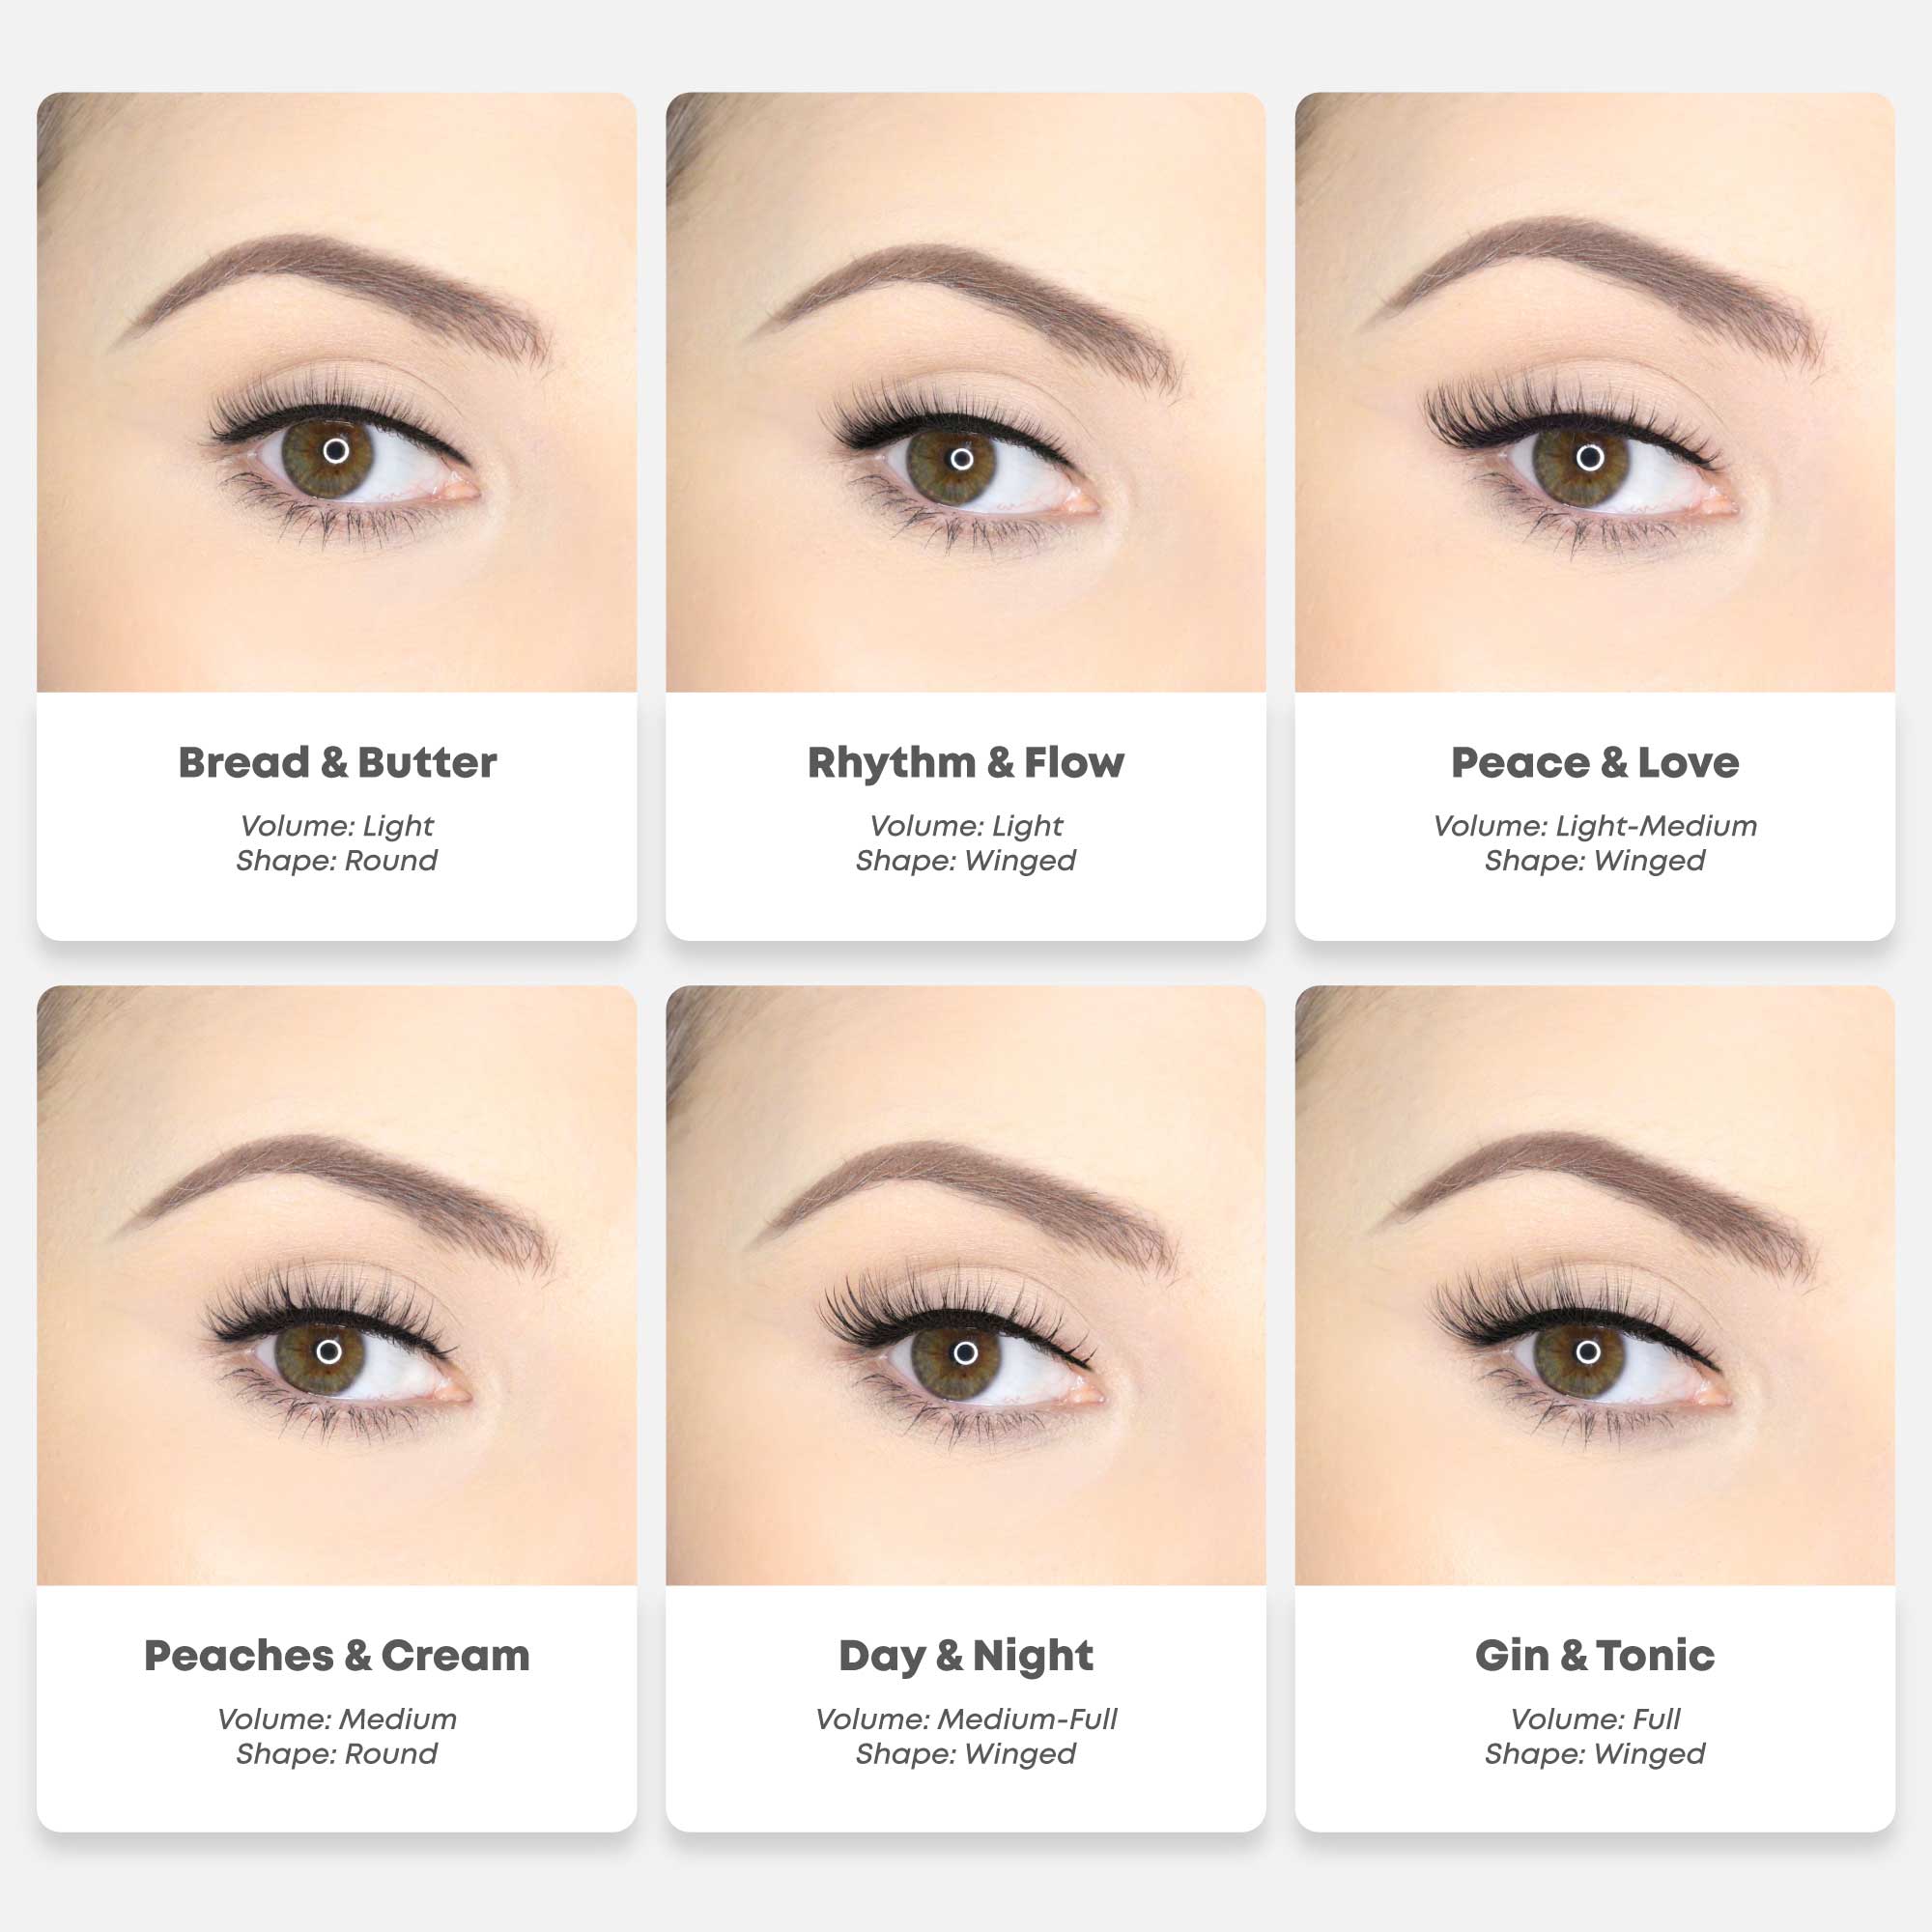 Bread & Butter
Volume: Light
Shape: Round
Rhythm & Flow
Volume: Light
Shape: Winged
Peace & Love
Volume: Light-Medium
Shape: Winged
Peaches & Cream
Volume: Medium
Shape: Round
Day & Night
Volume: Medium-Full
Shape: Winged
Gin & Tonic
Volume: Full
Shape: Winged